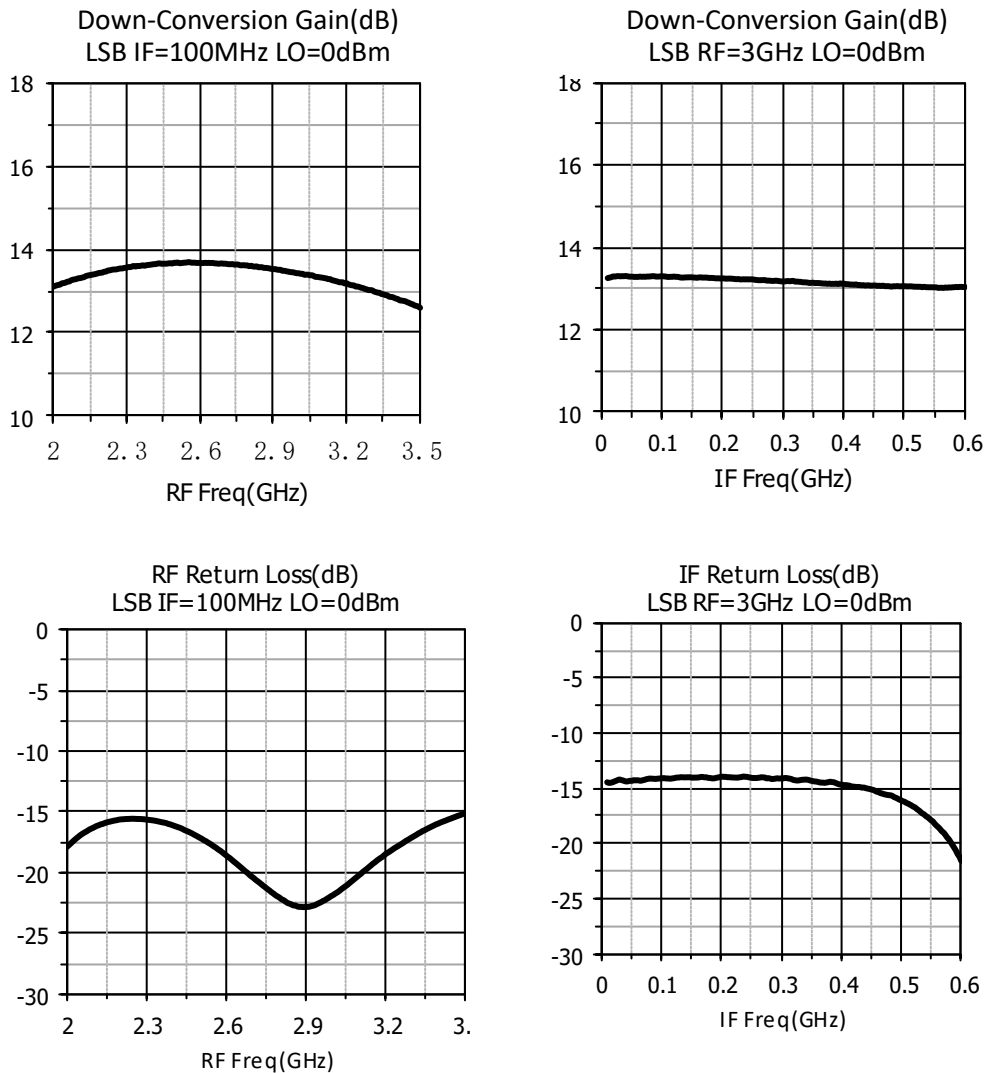 Down-Conversion Gain(dB)
LSB IF=100MHz LO=0dBm
18
16
14
12
10
2 2.3 2.6 2.9 3.2 3.5
RF Freq(GHz)
Down-Conversion Gain(dB)
LSB RF=3GHz LO=0dBm
18
16
14
12
10
0 0.1 0.2 0.3 0.4 0.5 0.6
IF Freq(GHz)
RF Return Loss(dB)
LSB IF=100MHz LO=0dBm
0
-5
-10
-15
-20
-25
-30
2 2.3 2.6 2.9 3.2 3.
RF Freq(GHz)
IF Return Loss(dB)
LSB RF=3GHz LO=0dBm
0
-5
-10
-15
-20
-25
-30
0 0.1 0.2 0.3 0.4 0.5 0.6
IF Freq(GHz)